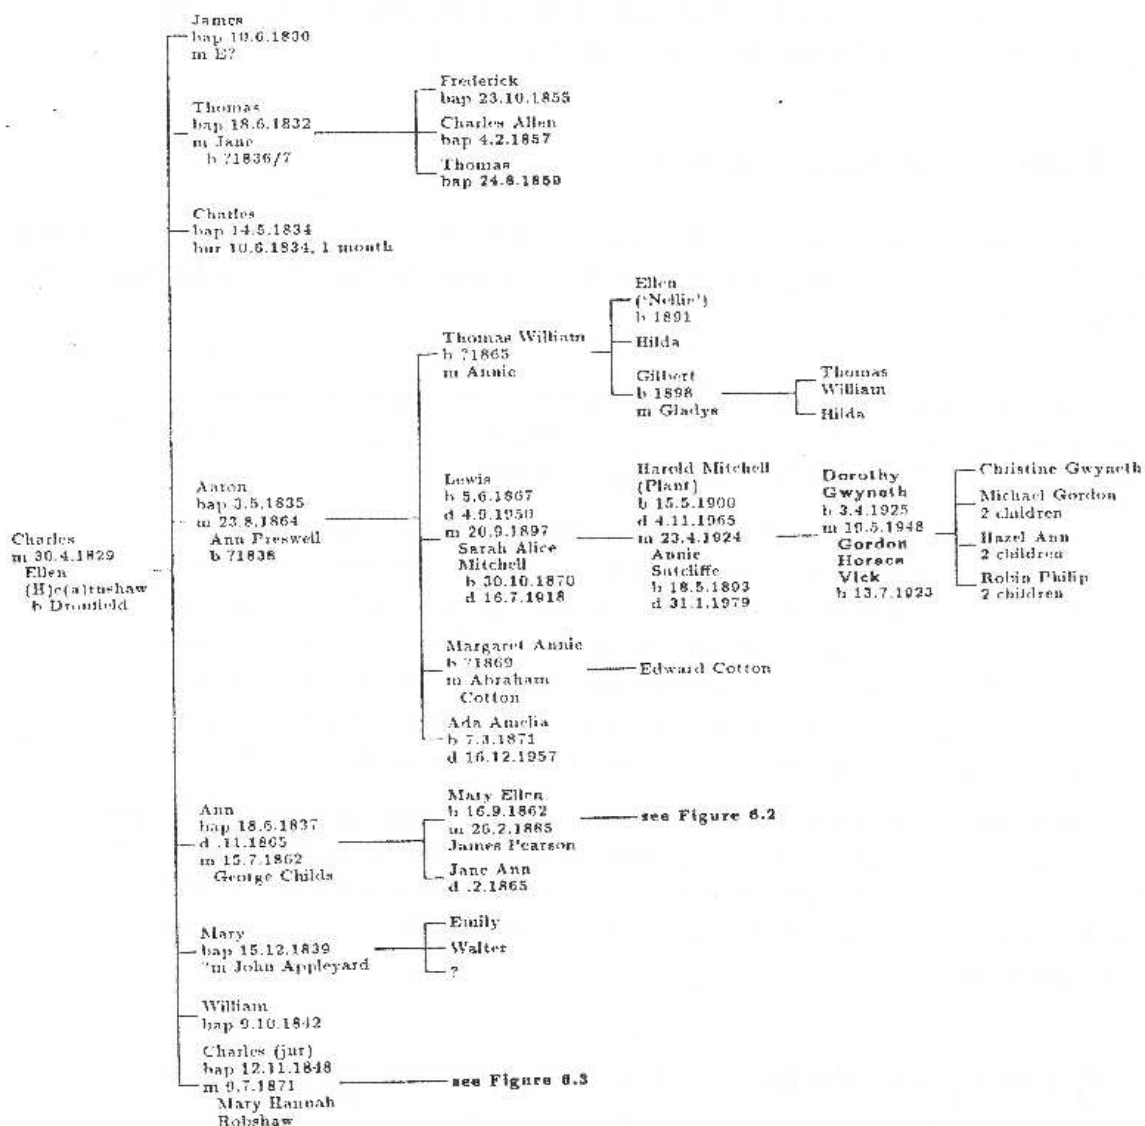 James
bap 10.6.1830
m E?
Thomas
bap 18.6.1832
m Jane
b ?1836/7
Frederick
bap 23.10.1855
Charles Allen
bap 4.2.1857
Thomas
bap 24.8.1859
Charles
bap 14.5.1834
bur 10.6.1834, 1 month
Charles
m 30.4.1829
Ellen
(H)e(a)rnshaw
b Dronfield
Aaron
bap 3.5.1835
m 23.8.1864
Ann Preswell
b ?1838
Thomas William
b ?1865
m Annie
Ellen
('Nellie')
b 1891
Hilda
Gilbert
b 1898
m Gladys
Thomas
William
Hilda
Lewis
b 5.6.1867
d 4.9.1950
m 20.9.1897
Sarah Alice
Mitchell
b 30.10.1870
d 16.7.1918
Harold Mitchell
(Plant)
b 15.5.1900
d 4.11.1965
m 23.4.1924
Annie
Sutcliffe
b 18.5.1893
d 31.1.1979
Dorothy
Gwyneth
b 3.4.1925
m 19.5.1948
Gordon
Horace
Vick
b 13.7.1923
Christine Gwyneth
Michael Gordon
2 children
Hazel Ann
2 children
Robin Philip
2 children
Margaret Annie
b ?1869
m Abraham
Cotton
Edward Cotton
Ada Amelia
b 7.3.1871
d 16.12.1957
Ann
bap 18.6.1837
d .11.1865
m 15.7.1862
George Childs
Mary Ellen
b 16.9.1862
m 26.2.1885
James Pearson
see Figure 6.2
Jane Ann
d .2.1865
Mary
bap 15.12.1839
?m John Appleyard
Emily
Walter
?
William
bap 9.10.1842
Charles (jnr)
bap 12.11.1848
m 9.7.1871
Mary Hannah
Robshaw
see Figure 6.3